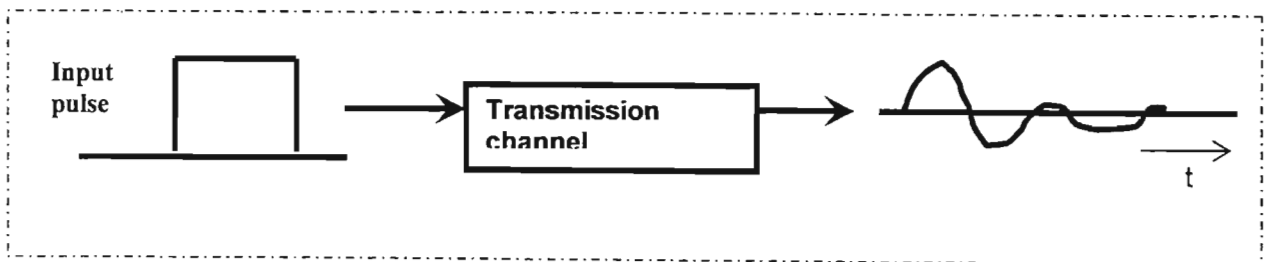 Input
pulse
Transmission
channel
t